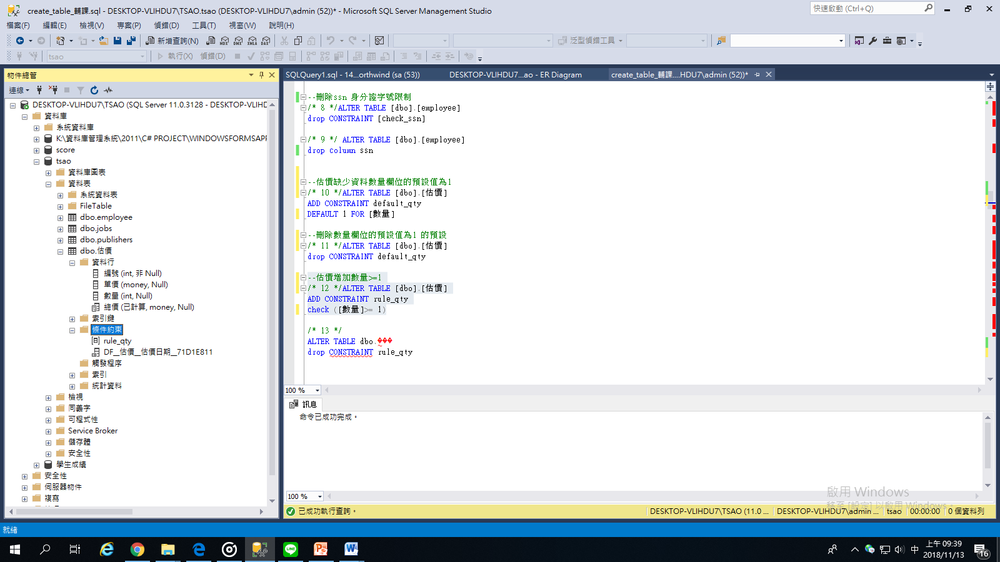 create_table_輔課.sql - DESKTOP-VLIHDU7\TSAO.tsao (DESKTOP-VLIHDU7\admin (52))* - Microsoft SQL Server Management Studio
快速啟動 (Ctrl+Q)
檔案(F) 編輯(E) 檢視(V) 專案(P) 偵錯(D) 工具(T) 視窗(W) 說明(H)
新增查詢(N) MDX DMX XMLA DAX 泛型偵錯工具
tsao 執行(X) 偵錯(D)
物件總管
連線
DESKTOP-VLIHDU7\TSAO (SQL Server 11.0.3128 - DESKTOP-VLIHD
資料庫
系統資料庫
K:\資料庫管理系統\2011\C# PROJECT\WINDOWSFORMSAPP
score
tsao
資料庫圖表
資料表
系統資料表
FileTable
dbo.employee
dbo.jobs
dbo.publishers
dbo.估價
資料行
編號 (int, 非 Null)
單價 (money, Null)
數量 (int, Null)
總價 (已計算, money, Null)
索引鍵
條件約束
rule_qty
DF__估價__估價日期__71D1E811
觸發程序
索引
統計資料
檢視
同義字
可程式性
Service Broker
儲存體
安全性
學生成績
安全性
伺服器物件
複寫
SQLQuery1.sql - 14...orthwind (sa (53)) DESKTOP-VLIHDU7...ao - ER Diagram create_table_輔課....HDU7\admin (52))*
--刪除ssn 身分證字號限制
/* 8 */ALTER TABLE [dbo].[employee]
drop CONSTRAINT [check_ssn]
/* 9 */ ALTER TABLE [dbo].[employee]
drop Column ssn
--估價缺少資料數量欄位的預設值為1
/* 10 */ALTER TABLE [dbo].[估價]
ADD CONSTRAINT default_qty
DEFAULT 1 FOR [數量]
--刪除數量欄位的預設值為1 的預設
/* 11 */ALTER TABLE [dbo].[估價]
drop CONSTRAINT default_qty
--估價增加數量>=1
/* 12 */ALTER TABLE [dbo].[估價]
ADD CONSTRAINT rule_qty
check ([數量]>= 1)
/* 13 */
ALTER TABLE dbo.���
drop CONSTRAINT rule_qty
100 %
訊息
命令已成功完成。
100 %
啟用 Windows
移至 [設定] 以啟用 Windows。
已成功執行查詢。 DESKTOP-VLIHDU7\TSAO (11.0 ... DESKTOP-VLIHDU7\admin ... tsao 00:00:00 0 個資料列
就緒
中 上午 09:39
2018/11/13 16